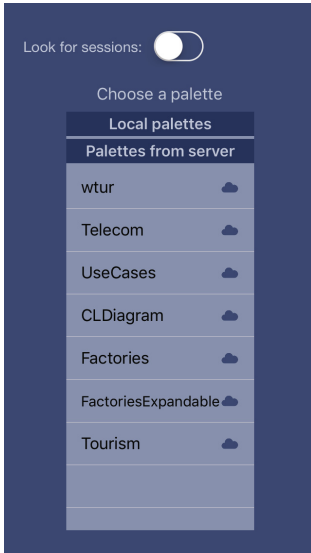 Look for sessions:
Choose a palette
Local palettes
Palettes from server
wtur
Telecom
UseCases
CLDiagram
Factories
FactoriesExpandable
Tourism